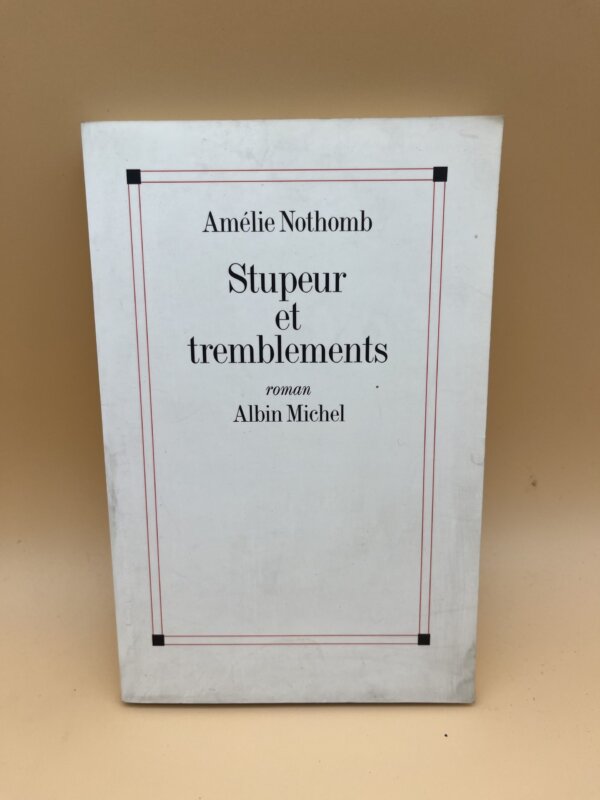 Amélie Nothomb
Stupeur
et
tremblements
roman
Albin Michel